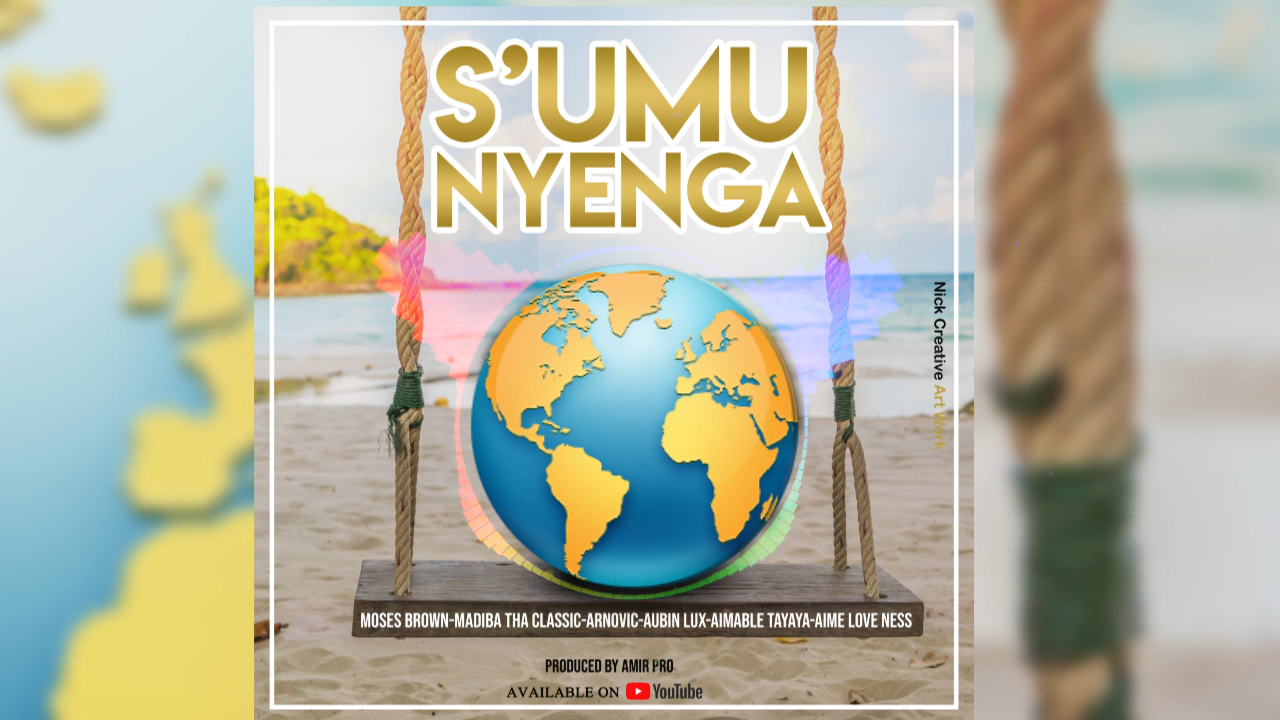 S'UMU
NYENGA
Nick Creative Art Work
MOSES BROWN-MADIBA THA CLASSIC-ARNOVIC-AUBIN LUX-AIMABLE TAYAYA-AIME LOVE NESS
PRODUCED BY AMIR PRO
AVAILABLE ON YouTube